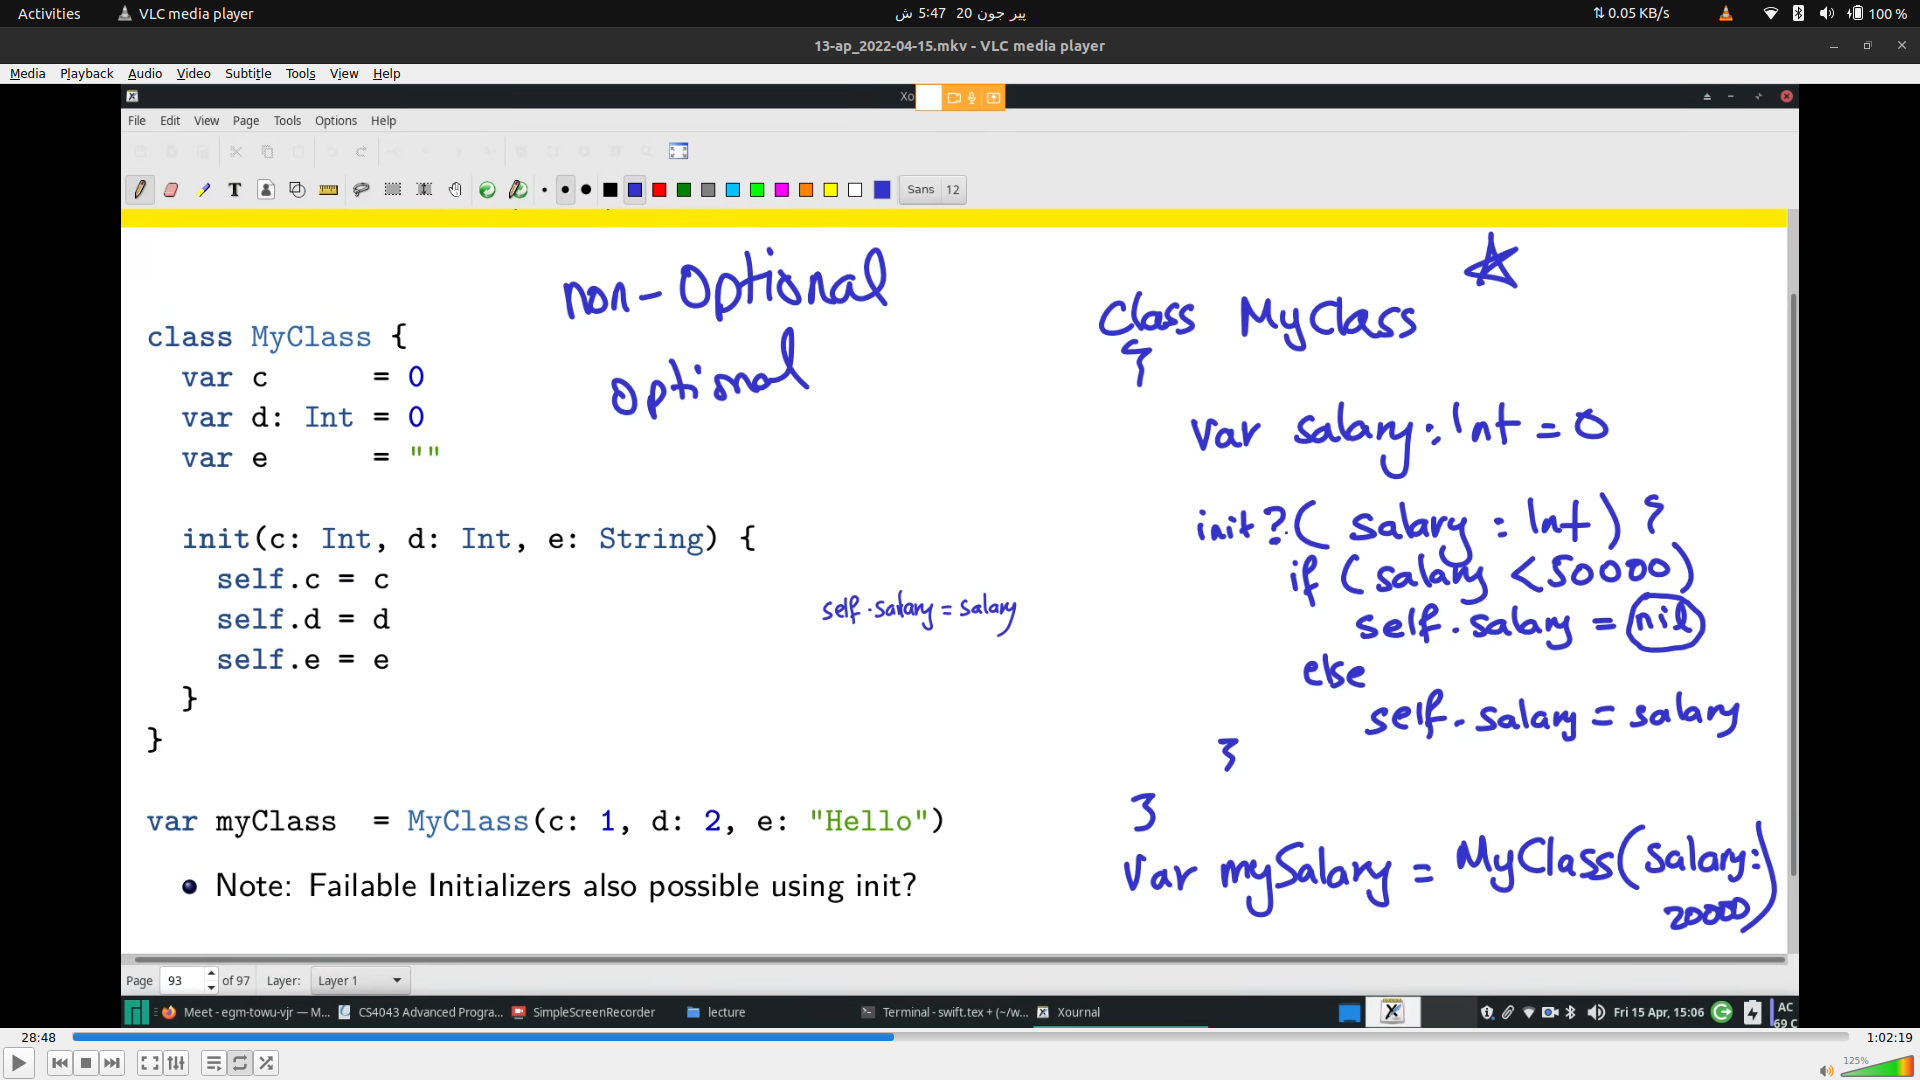 Activities VLC media player پیر جون 20 5:47 ش 0.05 KB/s 100 %
13-ap_2022-04-15.mkv - VLC media player
Media Playback Audio Video Subtitle Tools View Help
Xo
File Edit View Page Tools Options Help
Sans 12
non-Optional
optional
class MyClass {
var c = 0
var d: Int = 0
var e = ""
init(c: Int, d: Int, e: String) {
self.c = c
self.d = d
self.e = e
}
}
var myClass = MyClass(c: 1, d: 2, e: "Hello")
Note: Failable Initializers also possible using init?
self.salary = salary
Class MyClass
{
var salary: Int = 0
init?( salary : Int ) {
if ( salary < 50000)
self.salary = nil
else
self.salary = salary
}
}
Var mySalary = MyClass(salary:
20000)
Page 93 of 97 Layer: Layer 1
Meet - egm-towu-vjr — M... CS4043 Advanced Progra... SimpleScreenRecorder lecture Terminal - swift.tex + (~/w... Xournal Fri 15 Apr, 15:06 AC
69 C
28:48 1:02:19
125%